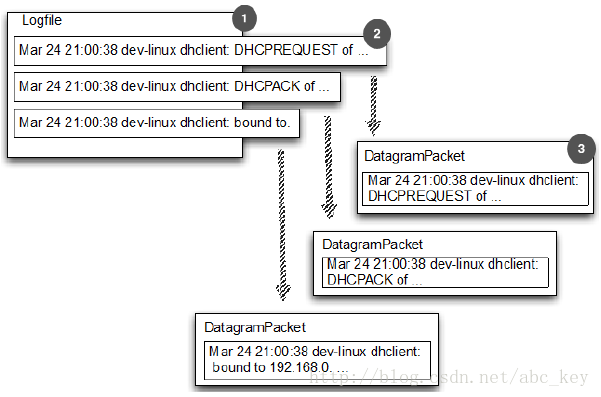 Logfile
1
Mar 24 21:00:38 dev-linux dhclient: DHCPREQUEST of ...
2
Mar 24 21:00:38 dev-linux dhclient: DHCPACK of ...
Mar 24 21:00:38 dev-linux dhclient: bound to.
DatagramPacket
3
Mar 24 21:00:38 dev-linux dhclient:
DHCPREQUEST of ...
DatagramPacket
Mar 24 21:00:38 dev-linux dhclient:
DHCPACK of ...
DatagramPacket
Mar 24 21:00:38 dev-linux dhclient:
bound to 192.168.0. ...
http://blog.csdn.net/abc_key